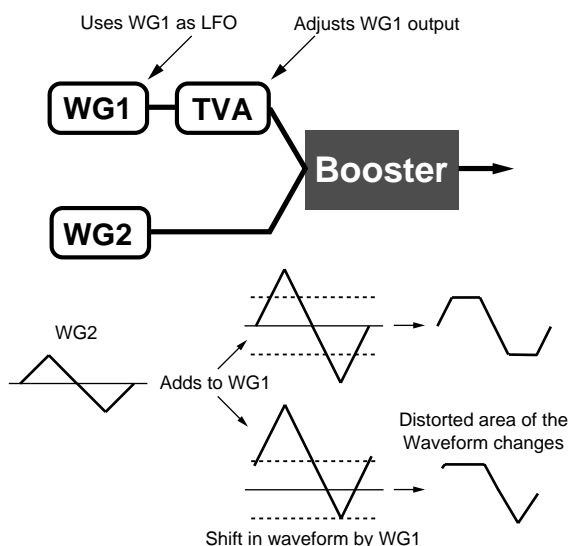 Uses WG1 as LFO
Adjusts WG1 output
WG1
TVA
Booster
WG2
WG2
Adds to WG1
Distorted area of the
Waveform changes
Shift in waveform by WG1